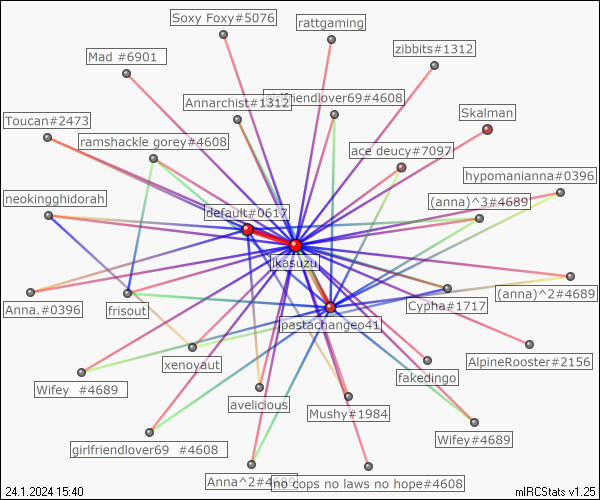 Soxy Foxy#5076
rattgaming
zibbits#1312
Mad #6901
Annarchist#1312
girlfriendlover69#4608
Skalman
Toucan#2473
ramshackle gorey#4608
ace deucy#7097
hypomanianna#0396
neokingghidorah
default#0617
(anna)^3#4689
ikasuzu
(anna)^2#4689
Anna.#0396
frisout
Cypha#1717
pastachangeo41
xenoyaut
AlpineRooster#2156
Wifey #4689
fakedingo
avelicious
Mushy#1984
Wifey#4689
girlfriendlover69 #4608
Anna^2#4689
no cops no laws no hope#4608
24.1.2024 15:40
mIRCStats v1.25